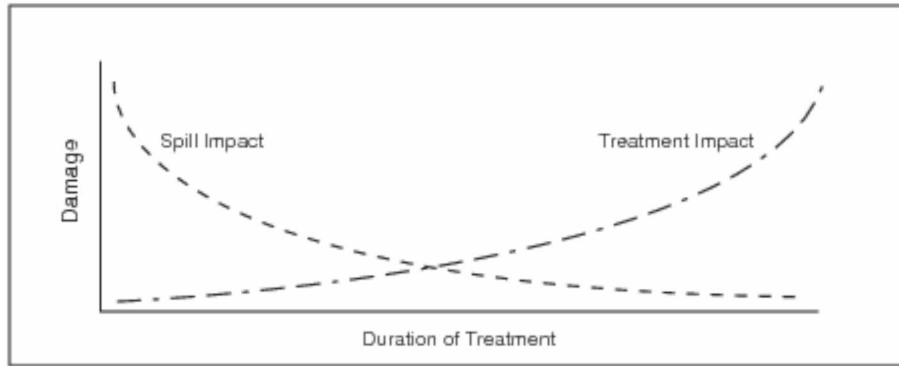 Spill Impact
Treatment Impact
Damage
Duration of Treatment